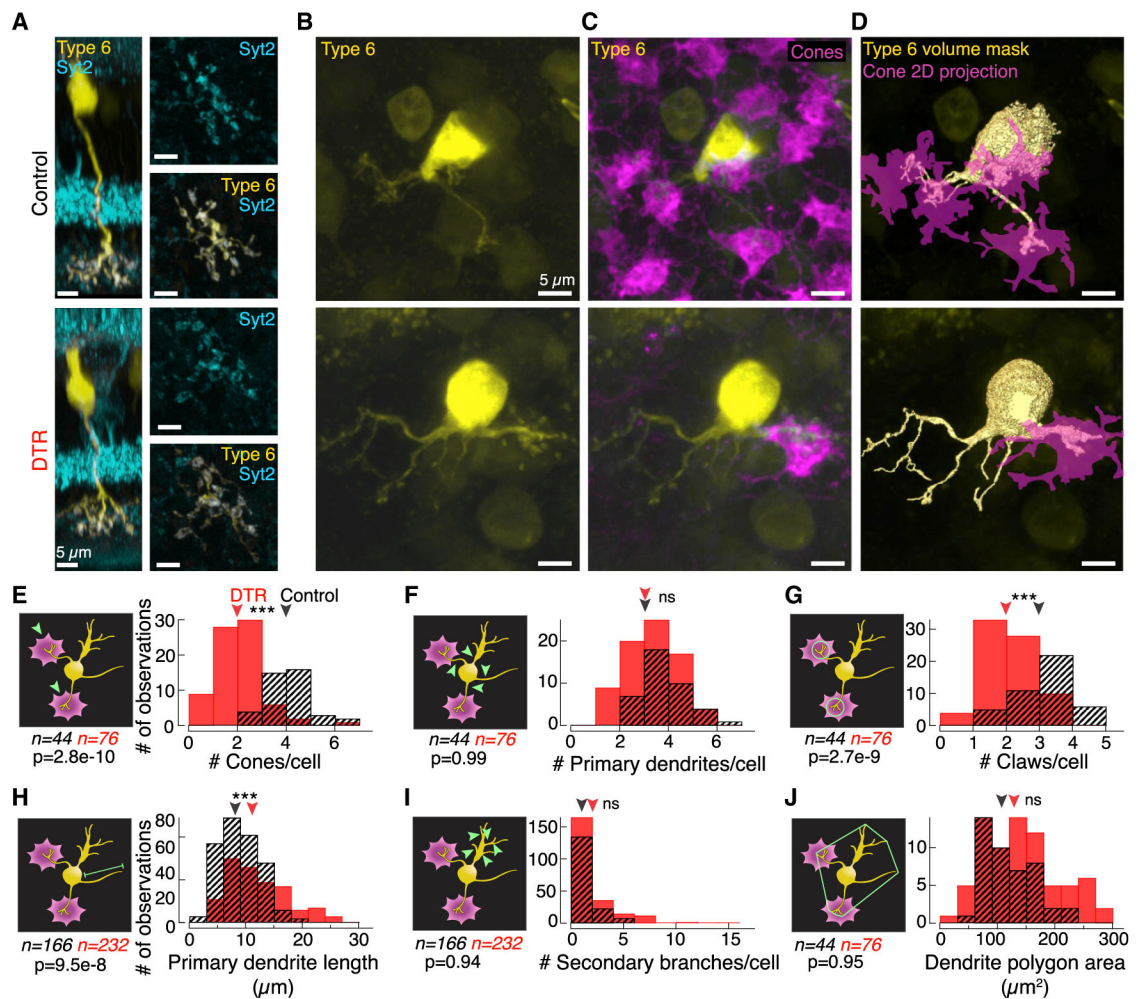 A
B
C
D
Type 6
Syt2
Syt2
Type 6
Syt2
Control
Type 6
5 µm
Type 6
Cones
Type 6 volume mask
Cone 2D projection
DTR
5 µm
Syt2
Type 6
Syt2
E
DTR
***
Control
# of observations
30
20
10
0
0
2
4
6
# Cones/cell
n=44 n=76
p=2.8e-10
F
ns
20
10
0
0
2
4
6
# Primary dendrites/cell
n=44 n=76
p=0.99
G
***
30
20
10
0
0
1
2
3
4
5
# Claws/cell
n=44 n=76
p=2.7e-9
H
***
# of observations
80
60
40
20
0
0
10
20
30
Primary dendrite length
(µm)
n=166 n=232
p=9.5e-8
I
ns
150
100
50
0
0
5
10
15
# Secondary branches/cell
n=166 n=232
p=0.94
J
ns
20
10
0
0
100
200
300
Dendrite polygon area
(µm²)
n=44 n=76
p=0.95